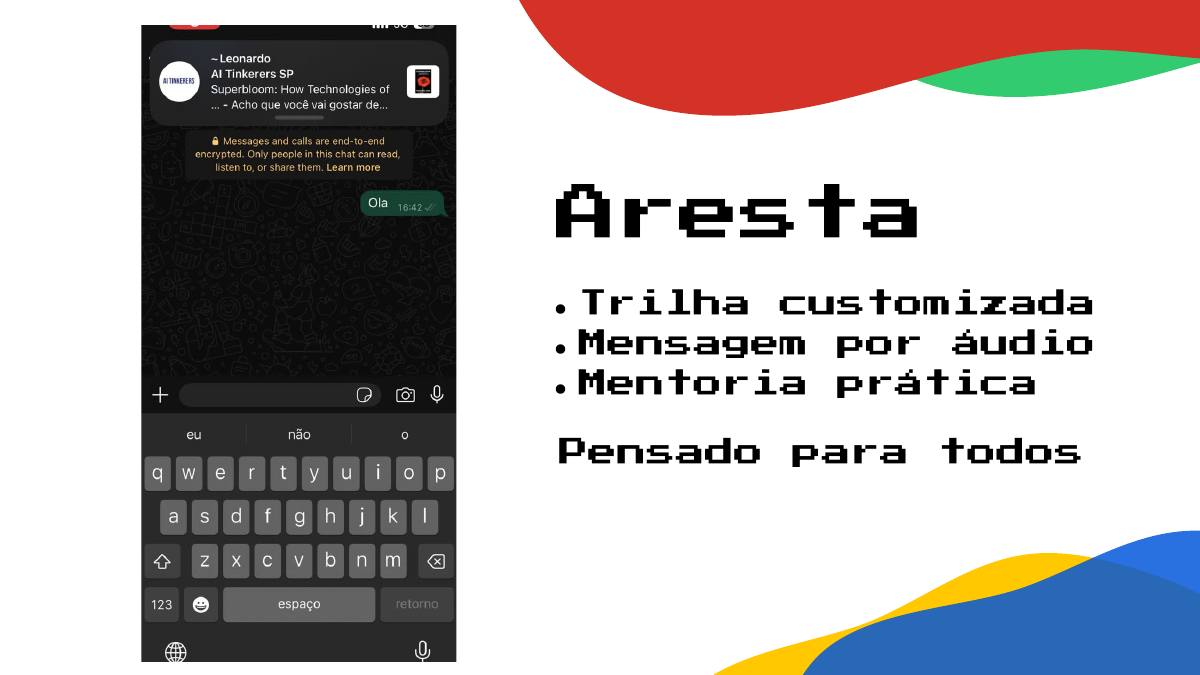 ~Leonardo
AI Tinkerers SP
Superbloom: How Technologies of
... - Acho que você vai gostar de...
AI TINKERERS
Messages and calls are end-to-end
encrypted. Only people in this chat can read,
listen to, or share them. Learn more
Ola 16:42
eu não o
q w e r t y u i o p
a s d f g h j k l
z x c v b n m
123 espaço retorno
Aresta
• Trilha customizada
• Mensagem por áudio
• Mentoria prática
Pensado para todos